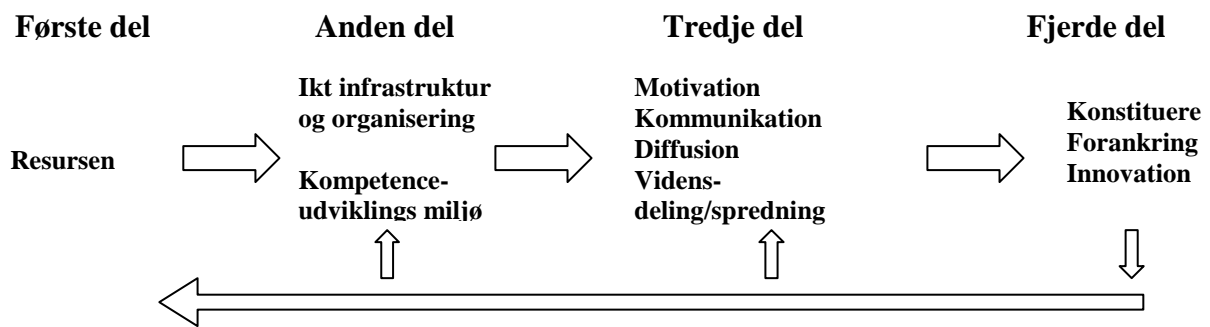 Første del
Anden del
Tredje del
Fjerde del
Resursen
Ikt infrastruktur
og organisering
Kompetence-
udviklings miljø
Motivation
Kommunikation
Diffusion
Videns-
deling/spredning
Konstituere
Forankring
Innovation